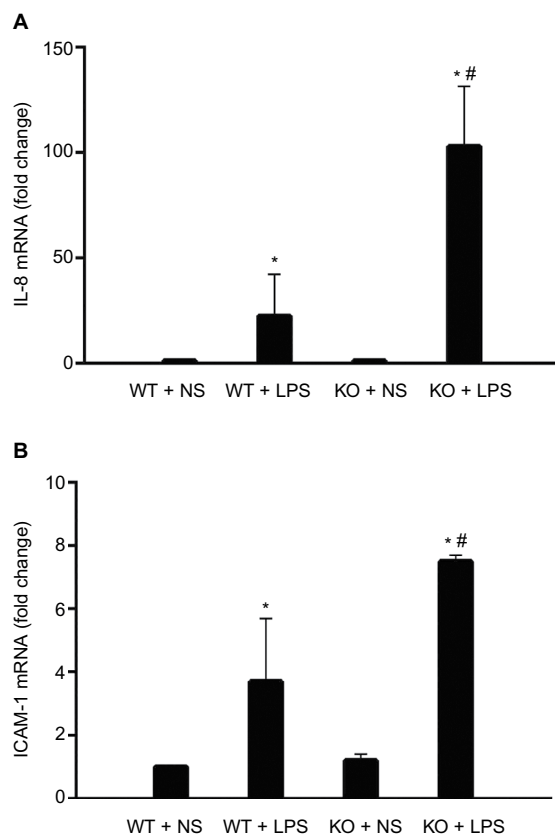 A
IL-8 mRNA (fold change)
150
100
50
0
*
* #
WT + NS WT + LPS KO + NS KO + LPS
B
ICAM-1 mRNA (fold change)
10
8
6
4
2
0
*
* #
WT + NS WT + LPS KO + NS KO + LPS